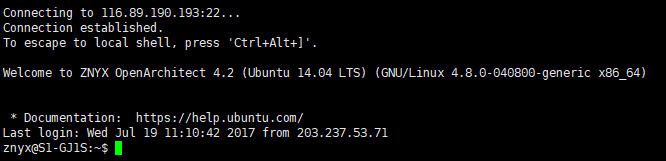 Connecting to 116.89.190.193:22...
Connection established.
To escape to local shell, press 'Ctrl+Alt+]'.
Welcome to ZNYX OpenArchitect 4.2 (Ubuntu 14.04 LTS) (GNU/Linux 4.8.0-040800-generic x86_64)
* Documentation:  https://help.ubuntu.com/
Last login: Wed Jul 19 11:10:42 2017 from 203.237.53.71
znyx@S1-GJ1S:~$